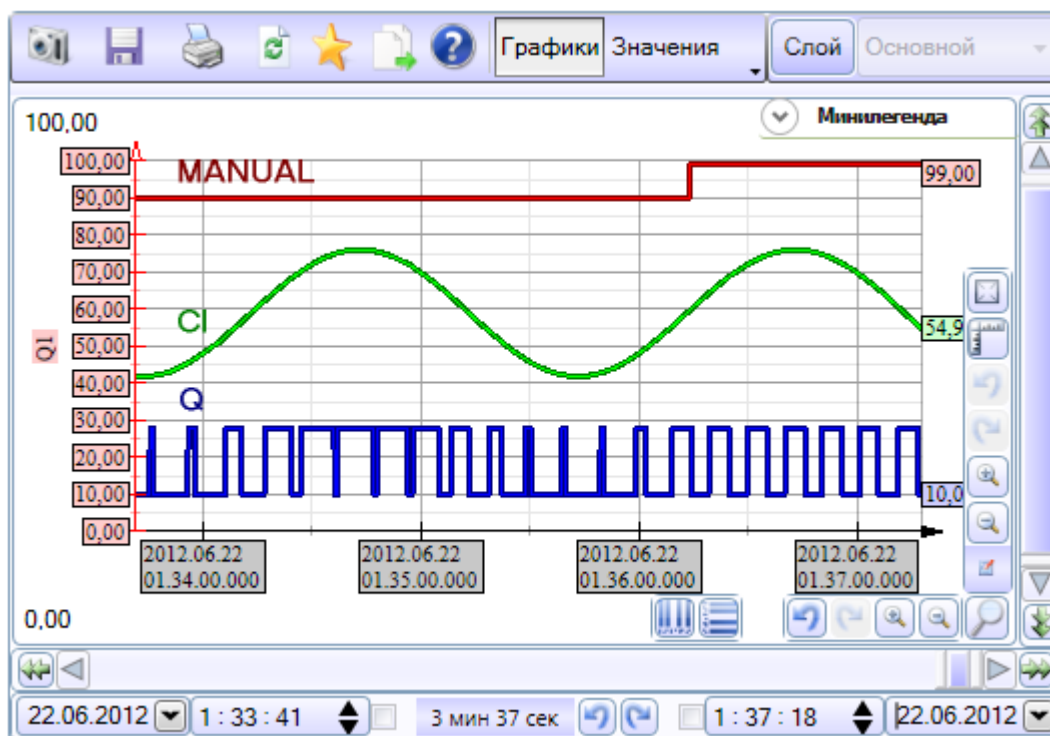 Графики Значения Слой Основной
100,00 Минилегенда
100,00 MANUAL 99,00
90,00
80,00
70,00
60,00 CI
50,00 54,9
Q1
40,00 Q
30,00
20,00
10,00 10,0
0,00
2012.06.22 2012.06.22 2012.06.22 2012.06.22
01.34.00.000 01.35.00.000 01.36.00.000 01.37.00.000
0,00
22.06.2012 1 : 33 : 41 3 мин 37 сек 1 : 37 : 18 22.06.2012